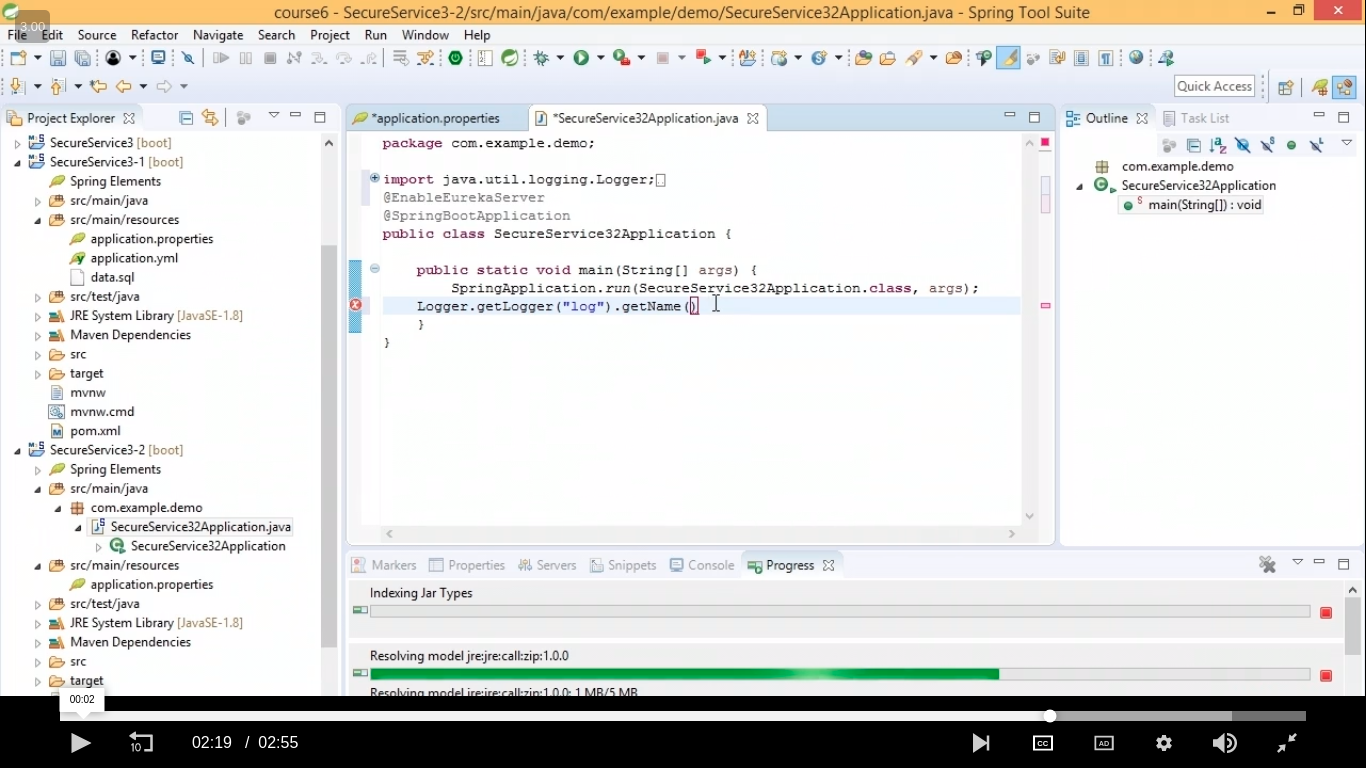 course6 - SecureService3-2/src/main/java/com/example/demo/SecureService32Application.java - Spring Tool Suite
3.00
File Edit Source Refactor Navigate Search Project Run Window Help
Quick Access
Project Explorer
SecureService3 [boot]
SecureService3-1 [boot]
Spring Elements
src/main/java
src/main/resources
application.properties
application.yml
data.sql
src/test/java
JRE System Library [JavaSE-1.8]
Maven Dependencies
src
target
mvnw
mvnw.cmd
pom.xml
SecureService3-2 [boot]
Spring Elements
src/main/java
com.example.demo
SecureService32Application.java
SecureService32Application
src/main/resources
application.properties
src/test/java
JRE System Library [JavaSE-1.8]
Maven Dependencies
src
target
*application.properties
*SecureService32Application.java
package com.example.demo;
import java.util.logging.Logger;
@EnableEurekaServer
@SpringBootApplication
public class SecureService32Application {
public static void main(String[] args) {
SpringApplication.run(SecureService32Application.class, args);
Logger.getLogger("log").getName()
}
}
Outline
Task List
com.example.demo
SecureService32Application
main(String[]) : void
Markers Properties Servers Snippets Console Progress
Indexing Jar Types
Resolving model jre:jre:call:zip:1.0.0
Resolving model jre:jre:call:zip:1.0.0: 1 MB/5 MB
00:02
10
02:19 / 02:55
CC
AD